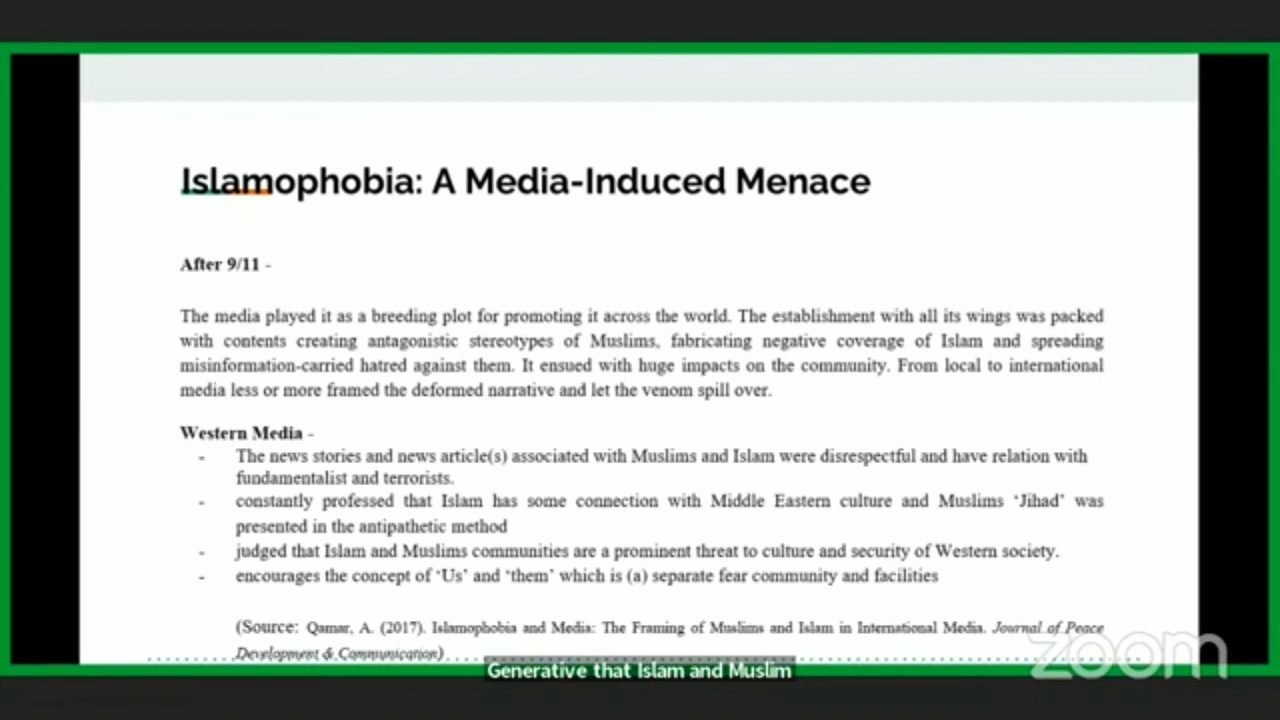 Islamophobia: A Media-Induced Menace
After 9/11 -
The media played it as a breeding plot for promoting it across the world. The establishment with all its wings was packed
with contents creating antagonistic stereotypes of Muslims, fabricating negative coverage of Islam and spreading
misinformation-carried hatred against them. It ensued with huge impacts on the community. From local to international
media less or more framed the deformed narrative and let the venom spill over.
Western Media -
- The news stories and news article(s) associated with Muslims and Islam were disrespectful and have relation with
fundamentalist and terrorists.
- constantly professed that Islam has some connection with Middle Eastern culture and Muslims ‘Jihad’ was
presented in the antipathetic method
- judged that Islam and Muslims communities are a prominent threat to culture and security of Western society.
- encourages the concept of ‘Us’ and ‘them’ which is (a) separate fear community and facilities
(Source: Qamar, A. (2017). Islamophobia and Media: The Framing of Muslims and Islam in International Media. Journal of Peace
Development & Communication)
Generative that Islam and Muslim
zoom